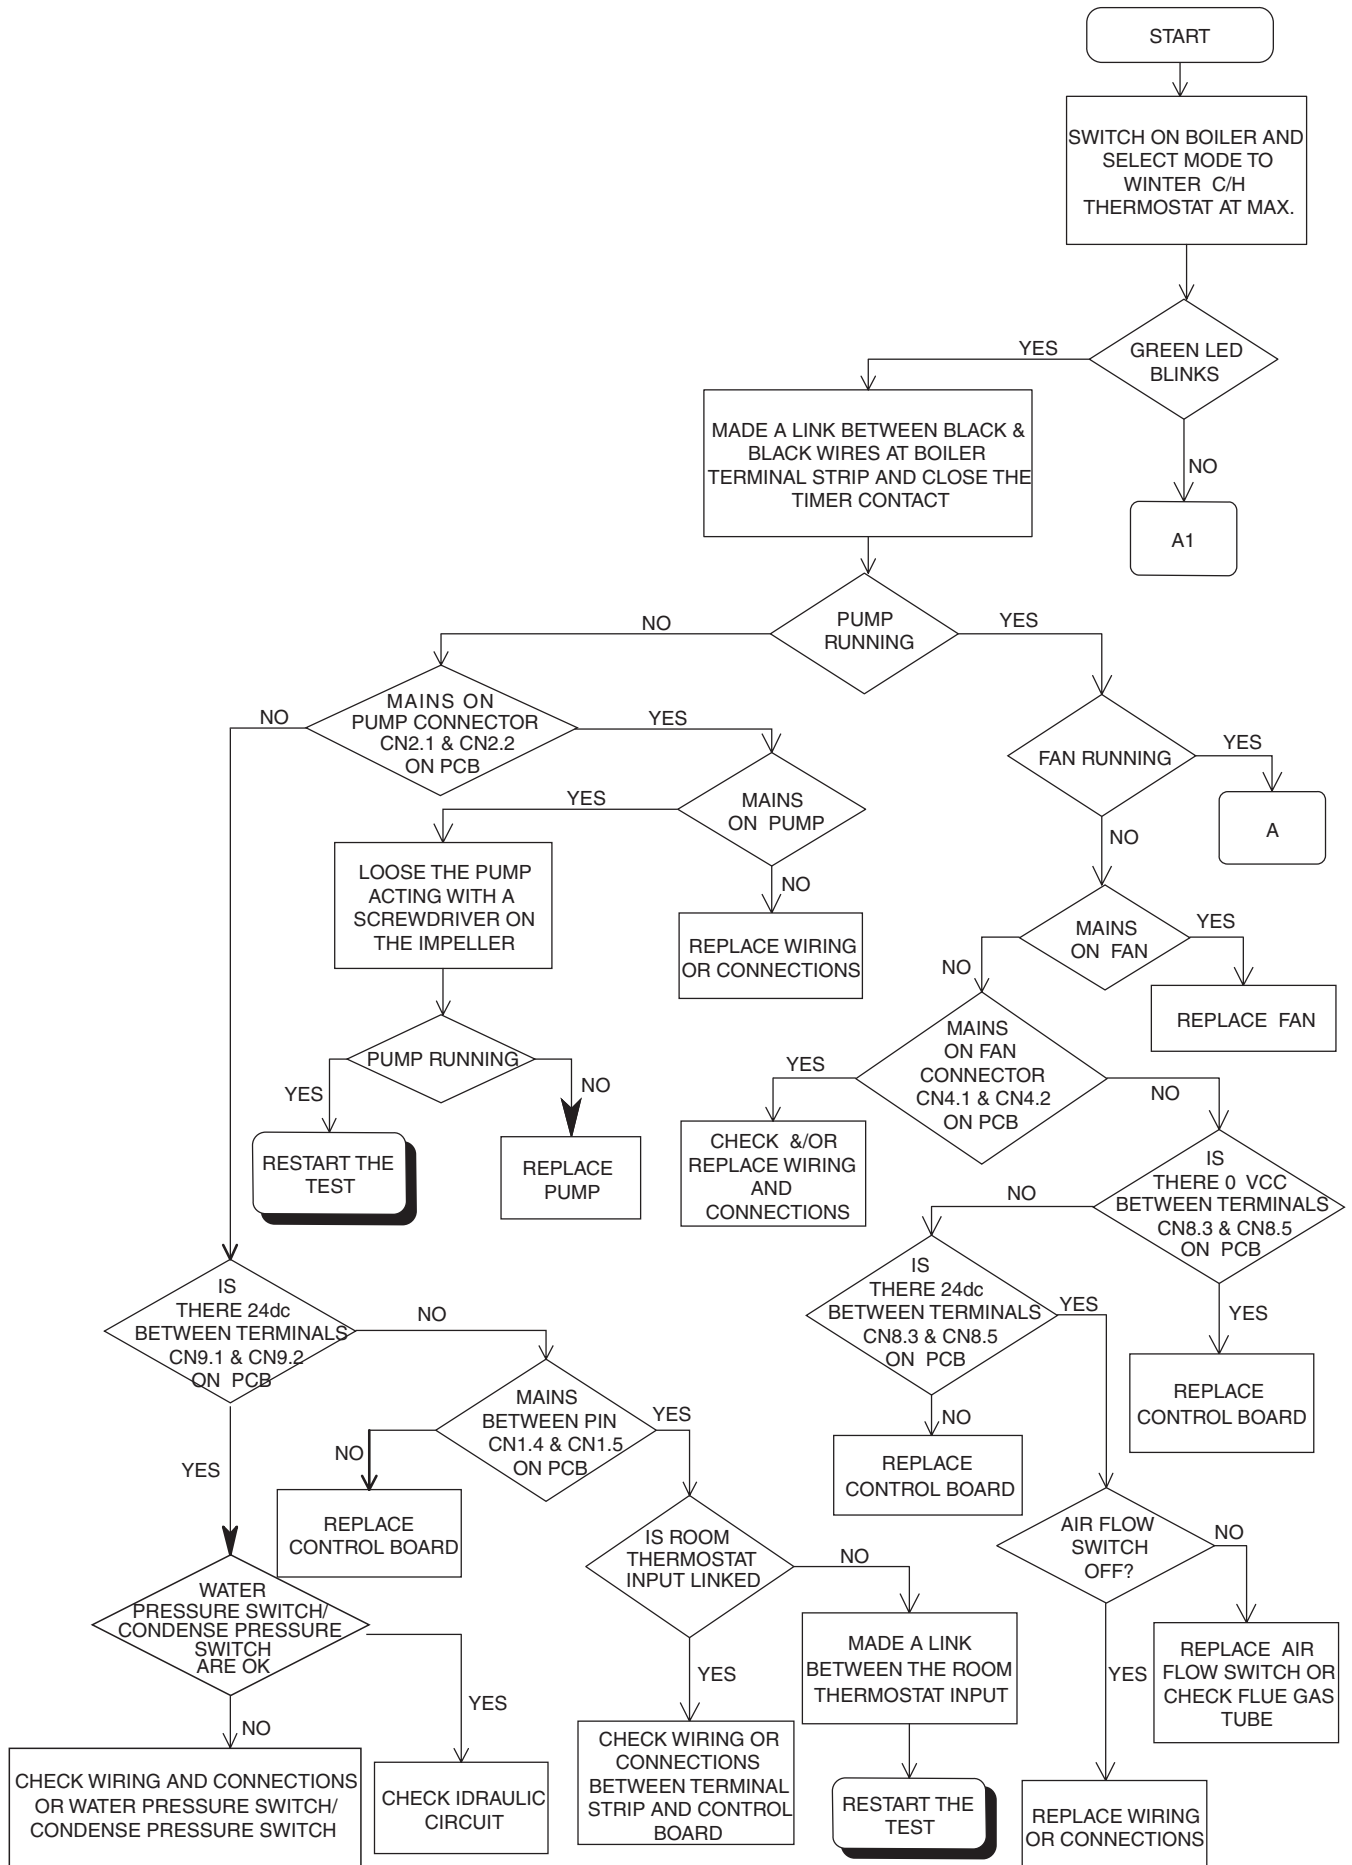 START
SWITCH ON BOILER AND
SELECT MODE TO
WINTER C/H
THERMOSTAT AT MAX.
GREEN LED
BLINKS
YES
NO
A1
MADE A LINK BETWEEN BLACK &
BLACK WIRES AT BOILER
TERMINAL STRIP AND CLOSE THE
TIMER CONTACT
PUMP
RUNNING
NO
YES
MAINS ON
PUMP CONNECTOR
CN2.1 & CN2.2
ON PCB
NO
YES
MAINS
ON PUMP
YES
NO
LOOSE THE PUMP
ACTING WITH A
SCREWDRIVER ON
THE IMPELLER
REPLACE WIRING
OR CONNECTIONS
PUMP RUNNING
YES
NO
RESTART THE
TEST
REPLACE
PUMP
FAN RUNNING
YES
A
NO
MAINS
ON FAN
YES
NO
REPLACE FAN
MAINS
ON FAN
CONNECTOR
CN4.1 & CN4.2
ON PCB
YES
NO
CHECK &/OR
REPLACE WIRING
AND
CONNECTIONS
IS
THERE 0 VCC
BETWEEN TERMINALS
CN8.3 & CN8.5
ON PCB
NO
YES
REPLACE
CONTROL BOARD
IS
THERE 24dc
BETWEEN TERMINALS
CN8.3 & CN8.5
ON PCB
YES
NO
REPLACE
CONTROL BOARD
AIR FLOW
SWITCH
OFF?
NO
YES
REPLACE AIR
FLOW SWITCH OR
CHECK FLUE GAS
TUBE
REPLACE WIRING
OR CONNECTIONS
IS
THERE 24dc
BETWEEN TERMINALS
CN9.1 & CN9.2
ON PCB
NO
YES
MAINS
BETWEEN PIN
CN1.4 & CN1.5
ON PCB
NO
YES
REPLACE
CONTROL BOARD
IS ROOM
THERMOSTAT
INPUT LINKED
NO
YES
MADE A LINK
BETWEEN THE ROOM
THERMOSTAT INPUT
RESTART THE
TEST
CHECK WIRING OR
CONNECTIONS
BETWEEN TERMINAL
STRIP AND CONTROL
BOARD
WATER
PRESSURE SWITCH/
CONDENSE PRESSURE
SWITCH
ARE OK
YES
NO
CHECK IDRAULIC
CIRCUIT
CHECK WIRING AND CONNECTIONS
OR WATER PRESSURE SWITCH/
CONDENSE PRESSURE SWITCH